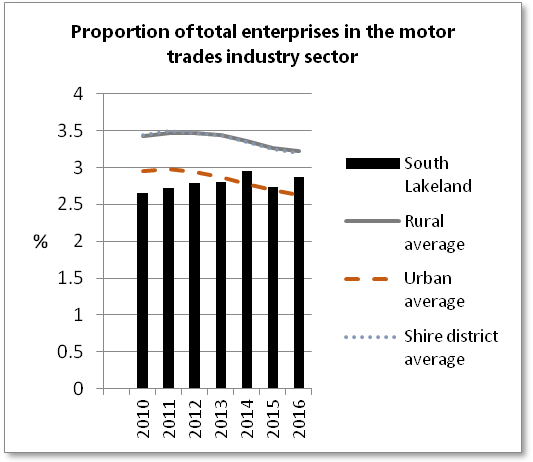 Proportion of total enterprises in the motor
trades industry sector
4
3.5
3
2.5
2
1.5
1
0.5
0
%
2010
2011
2012
2013
2014
2015
2016
South
Lakeland
Rural
average
Urban
average
Shire district
average